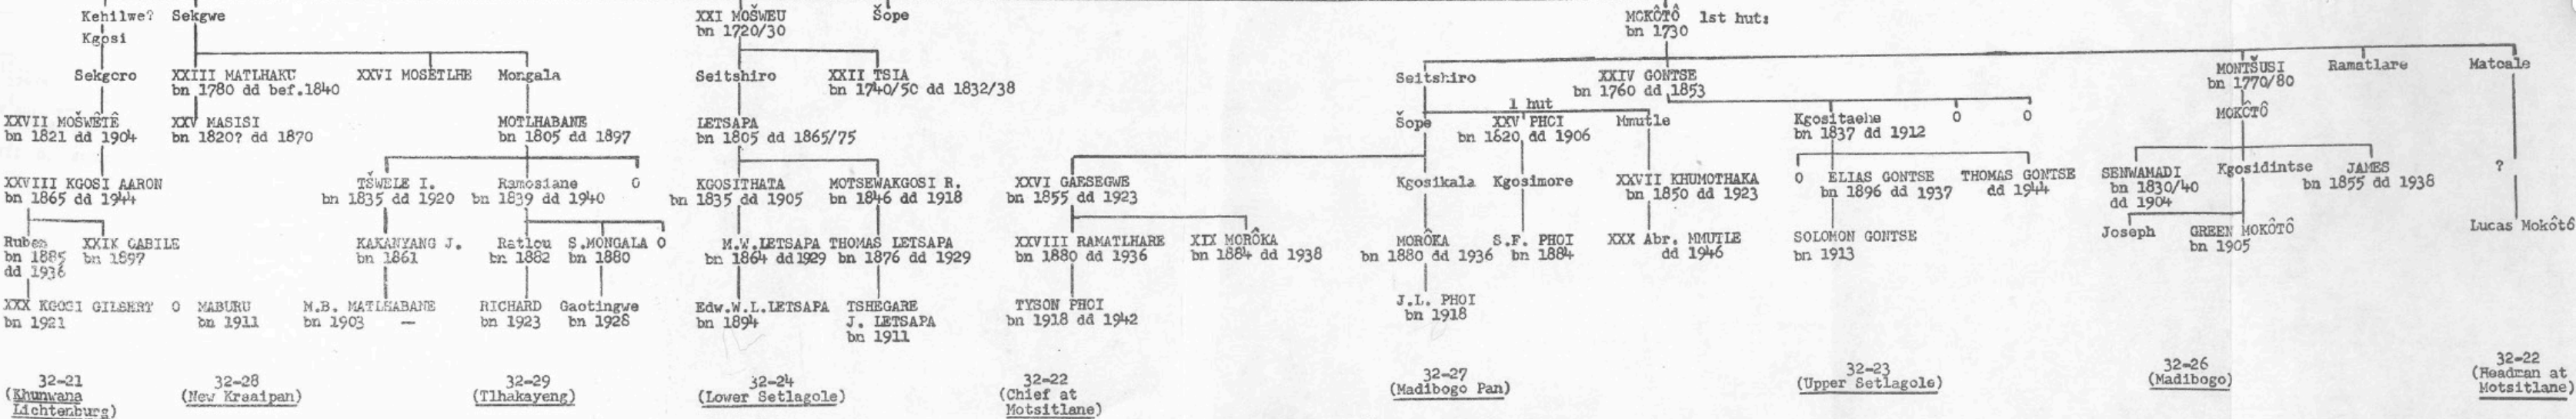 Kehilwe? Sekgwe XXI MOŠWEU Šope MOKÔTÔ 1st hut:
bn 1720/30 bn 1730
Kgosi
Sekgoro XXIII MATLHAKU XXVI MOSETLHE Mongala Seitshiro XXII TSIA Seitshiro XXIV GONTSE MONTŠUSI Ramatlare Matoale
bn 1780 dd bef.1840 bn 1740/50 dd 1832/38 bn 1760 dd 1853 bn 1770/80
1 hut
XXVII MOŠWÊTÊ XXV MASISI MOTLHABANE LETSAPA Šope XXV PHOI Mmutle Kgositaehe O O MOKÔTÔ
bn 1821 dd 1904 bn 1820? dd 1870 bn 1805 dd 1897 bn 1805 dd 1865/75 bn 1820 dd 1906 bn 1837 dd 1912
XXVIII KGOSI AARON TŠWELE I. Ramosiane O KGOSITHATA MOTSEWAKGOSI R. XXVI GAESEGWE Kgosikala Kgosimore XXVII KHUMOTHAKA O ELIAS GONTSE THOMAS GONTSE SENWAMADI Kgosidintse JAMES ?
bn 1865 dd 1944 bn 1835 dd 1920 bn 1839 dd 1940 bn 1835 dd 1905 bn 1846 dd 1918 bn 1855 dd 1923 bn 1850 dd 1923 bn 1896 dd 1937 dd 1944 bn 1830/40 bn 1855 dd 1938
dd 1904
Ruben XXIX GABILE KAKANYANG J. Ratlou S.MONGALA O M.W.LETSAPA THOMAS LETSAPA XXVIII RAMATLHARE XIX MORÔKA MORÔKA S.F. PHOI XXX Abr. MMUTLE SOLOMON GONTSE Joseph GREEN MOKÔTÔ Lucas Mokôtô
bn 1885 bn 1897 bn 1861 bn 1882 bn 1880 bn 1864 dd 1929 bn 1876 dd 1929 bn 1880 dd 1936 bn 1884 dd 1938 bn 1880 dd 1936 bn 1884 dd 1946 bn 1913 bn 1905
dd 1936
XXX KGOSI GILBERT O MABURU M.B. MATLHABANE RICHARD Gaotingwe Edw.W.L.LETSAPA TSHEGARE TYSON PHOI J.L. PHOI
bn 1921 bn 1911 bn 1903 — bn 1923 bn 1928 bn 1894 J. LETSAPA bn 1918 dd 1942 bn 1918
bn 1911
32-21 32-28 32-29 32-24 32-22 32-27 32-23 32-26 32-22
(Khunwana (New Kraaipan) (Tlhakayeng) (Lower Setlagole) (Chief at (Madibogo Pan) (Upper Setlagole) (Madibogo) (Headman at
Lichtenburg) Motsitlane) Motsitlane)